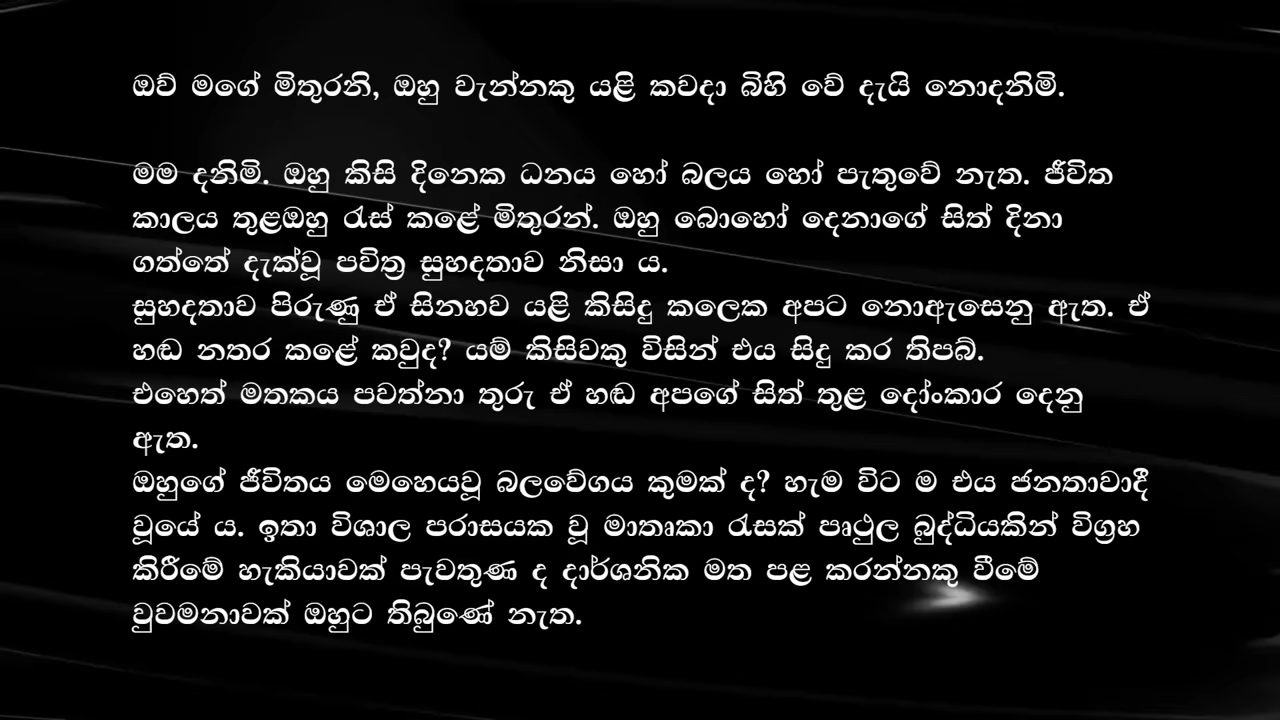 ඔව් මගේ මිතුරනි, ඔහු වැන්නකු යළි කවදා බිහි වේ දැයි නොදනිමි.
මම දනිමි. ඔහු කිසි දිනෙක ධනය හෝ බලය හෝ පැතුවේ නැත. ජීවිත
කාලය තුළඔහු රැස් කළේ මිතුරන්. ඔහු බොහෝ දෙනාගේ සිත් දිනා
ගත්තේ දැක්වූ පවිත්‍ර සුහදතාව නිසා ය.
සුහදතාව පිරුණු ඒ සිනහව යළි කිසිදු කලෙක අපට නොඇසෙනු ඇත. ඒ
හඬ නතර කළේ කවුද? යම් කිසිවකු විසින් එය සිදු කර තිපබ්.
එහෙත් මතකය පවත්නා තුරු ඒ හඬ අපගේ සිත් තුළ දෝංකාර දෙනු
ඇත.
ඔහුගේ ජීවිතය මෙහෙයවූ බලවේගය කුමක් ද? හැම විට ම එය ජනතාවාදී
වූයේ ය. ඉතා විශාල පරාසයක වූ මාතෘකා රැසක් පෘථුල බුද්ධියකින් විග්‍රහ
කිරීමේ හැකියාවක් පැවතුණ ද දාර්ශනික මත පළ කරන්නකු වීමේ
වුවමනාවක් ඔහුට තිබුණේ නැත.